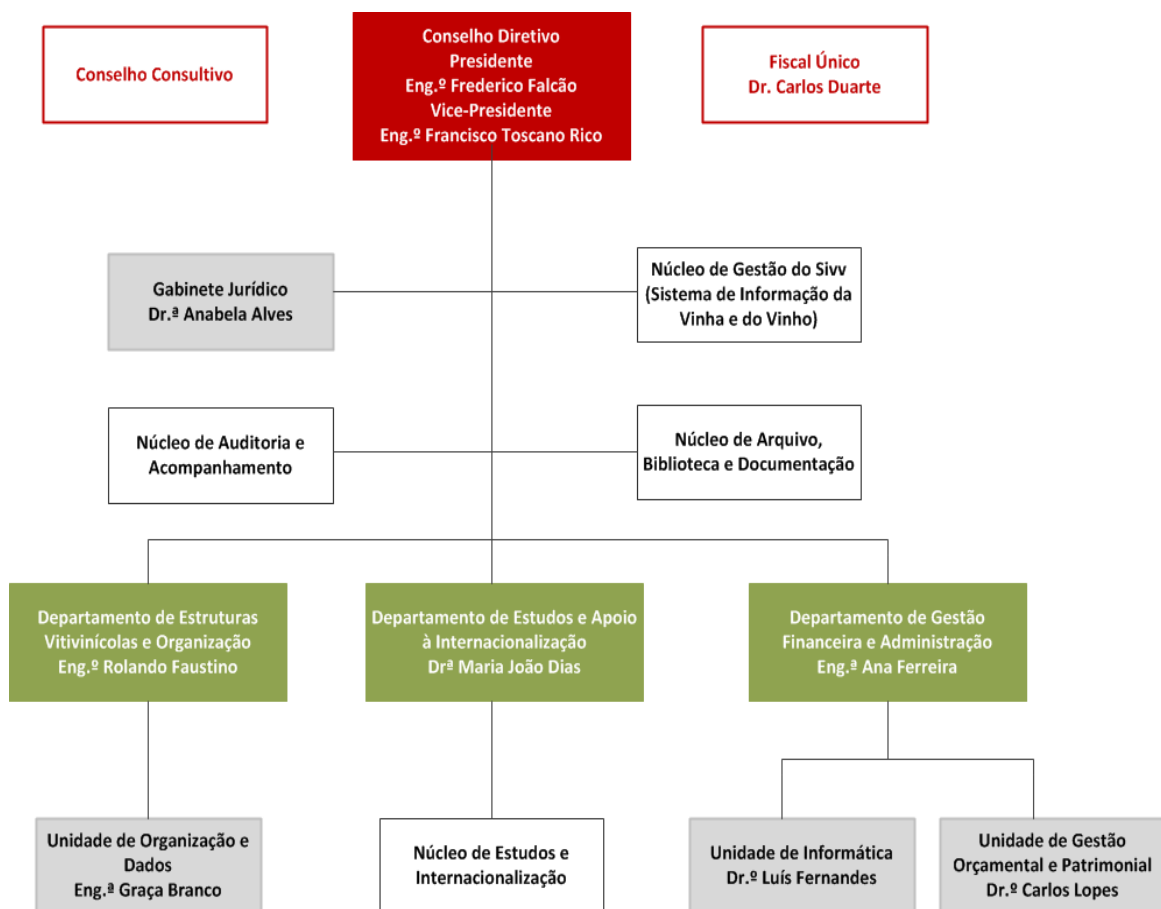 Conselho Consultivo
Conselho Diretivo
Presidente
Eng.º Frederico Falcão
Vice-Presidente
Eng.º Francisco Toscano Rico
Fiscal Único
Dr. Carlos Duarte
Gabinete Jurídico
Dr.ª Anabela Alves
Núcleo de Gestão do Sivv
(Sistema de Informação da
Vinha e do Vinho)
Núcleo de Auditoria e
Acompanhamento
Núcleo de Arquivo,
Biblioteca e Documentação
Departamento de Estruturas
Vitivinícolas e Organização
Eng.º Rolando Faustino
Departamento de Estudos e Apoio
à Internacionalização
Drª Maria João Dias
Departamento de Gestão
Financeira e Administração
Eng.ª Ana Ferreira
Unidade de Organização e
Dados
Eng.ª Graça Branco
Núcleo de Estudos e
Internacionalização
Unidade de Informática
Dr.º Luís Fernandes
Unidade de Gestão
Orçamental e Patrimonial
Dr.º Carlos Lopes